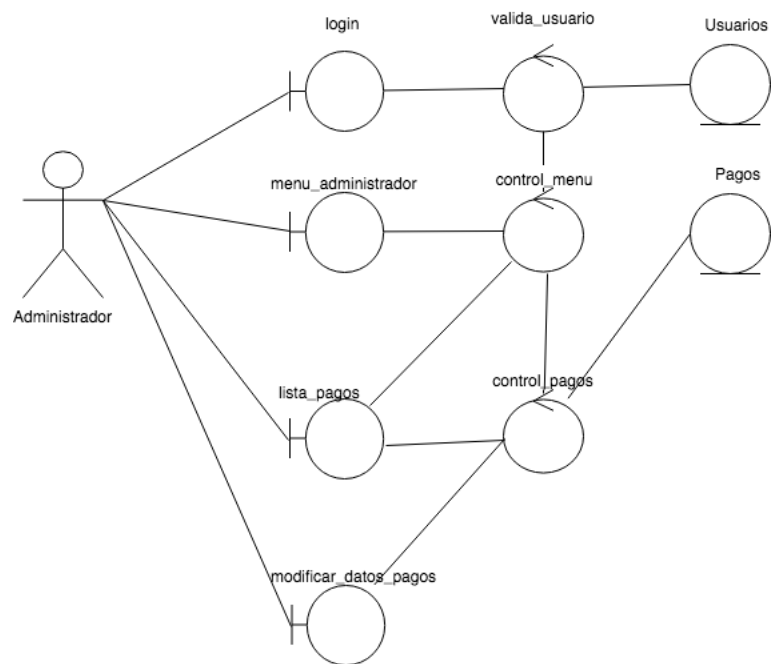 login
valida_usuario
Usuarios
menu_administrador
control_menu
Pagos
Administrador
lista_pagos
control_pagos
modificar_datos_pagos